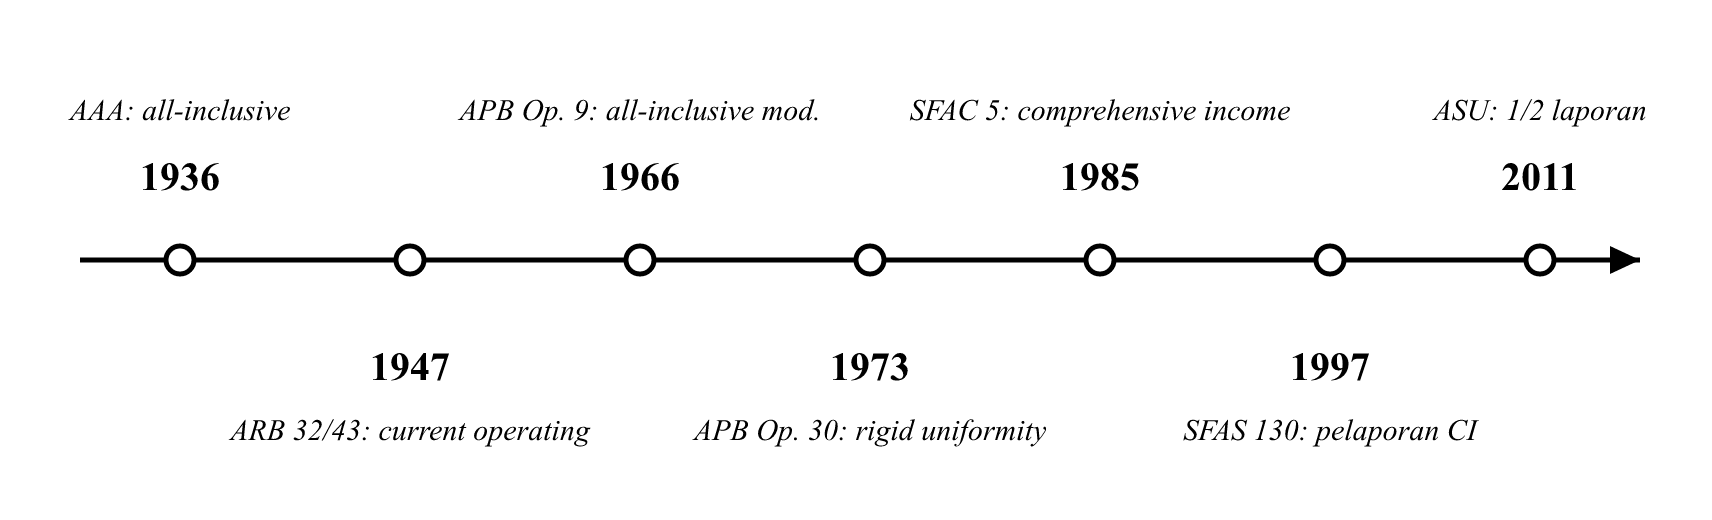 AAA: all-inclusive
1936
APB Op. 9: all-inclusive mod.
1966
SFAC 5: comprehensive income
1985
ASU: 1/2 laporan
2011
1947
ARB 32/43: current operating
1973
APB Op. 30: rigid uniformity
1997
SFAS 130: pelaporan CI